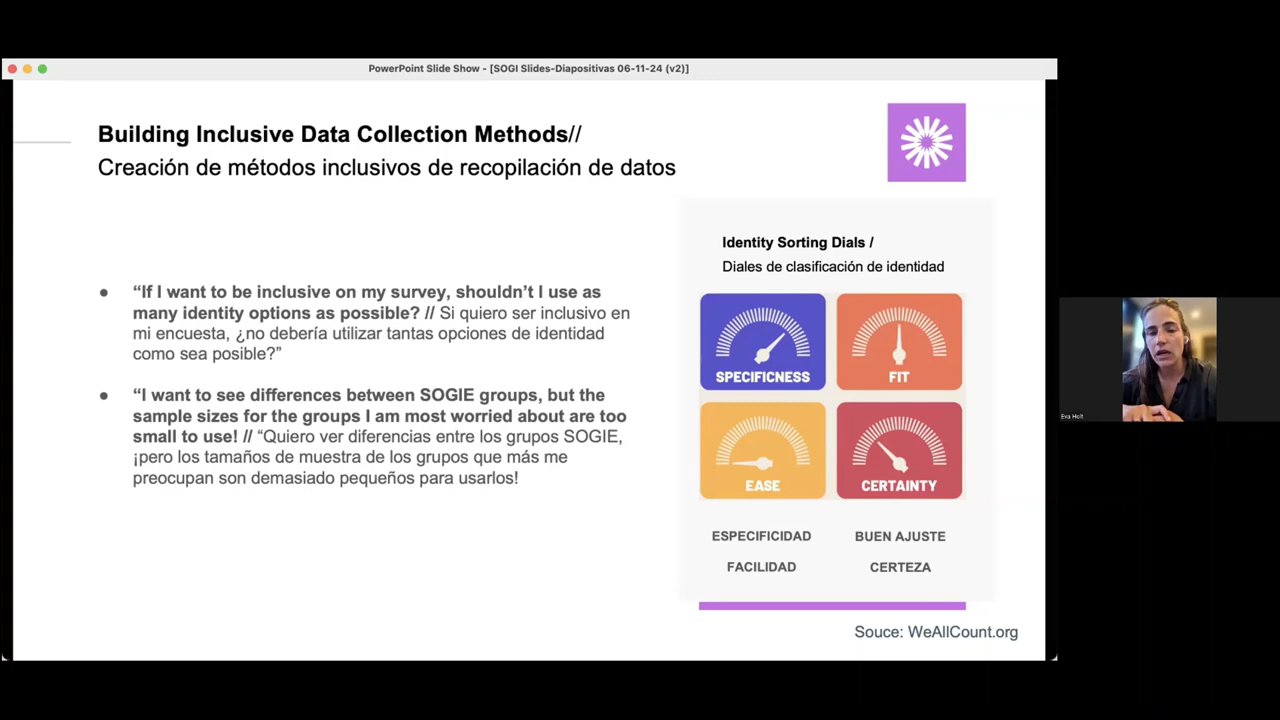 PowerPoint Slide Show - [SOGI Slides-Diapositivas 06-11-24 (v2)]
Building Inclusive Data Collection Methods//
Creación de métodos inclusivos de recopilación de datos
● “If I want to be inclusive on my survey, shouldn’t I use as
many identity options as possible? // Si quiero ser inclusivo en
mi encuesta, ¿no debería utilizar tantas opciones de identidad
como sea posible?”
● “I want to see differences between SOGIE groups, but the
sample sizes for the groups I am most worried about are too
small to use! // “Quiero ver diferencias entre los grupos SOGIE,
¡pero los tamaños de muestra de los grupos que más me
preocupan son demasiado pequeños para usarlos!
Identity Sorting Dials /
Diales de clasificación de identidad
SPECIFICNESS FIT
EASE CERTAINTY
ESPECIFICIDAD BUEN AJUSTE
FACILIDAD CERTEZA
Souce: WeAllCount.org
Eva Holt